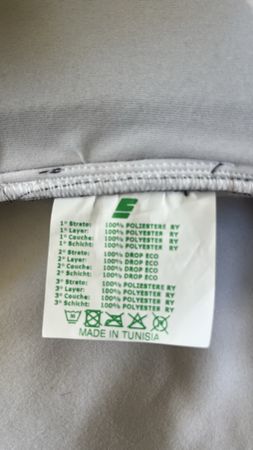 1° Strato: 100% POLIESTERE RY
1° Layer: 100% POLYESTER RY
1° Couche: 100% POLYESTER RY
1° Schicht: 100% POLYESTER RY
2° Strato: 100% DROP ECO
2° Layer: 100% DROP ECO
2° Couche: 100% DROP ECO
2° Schicht: 100% DROP ECO
3° Strato: 100% POLIESTERE RY
3° Layer: 100% POLYESTER RY
3° Couche: 100% POLYESTER RY
3° Schicht: 100% POLYESTER RY
MADE IN TUNISIA